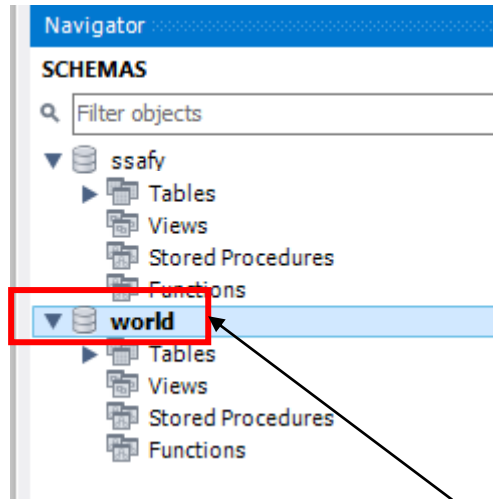 Navigator
SCHEMAS
Filter objects
ssafy
Tables
Views
Stored Procedures
Functions
world
Tables
Views
Stored Procedures
Functions